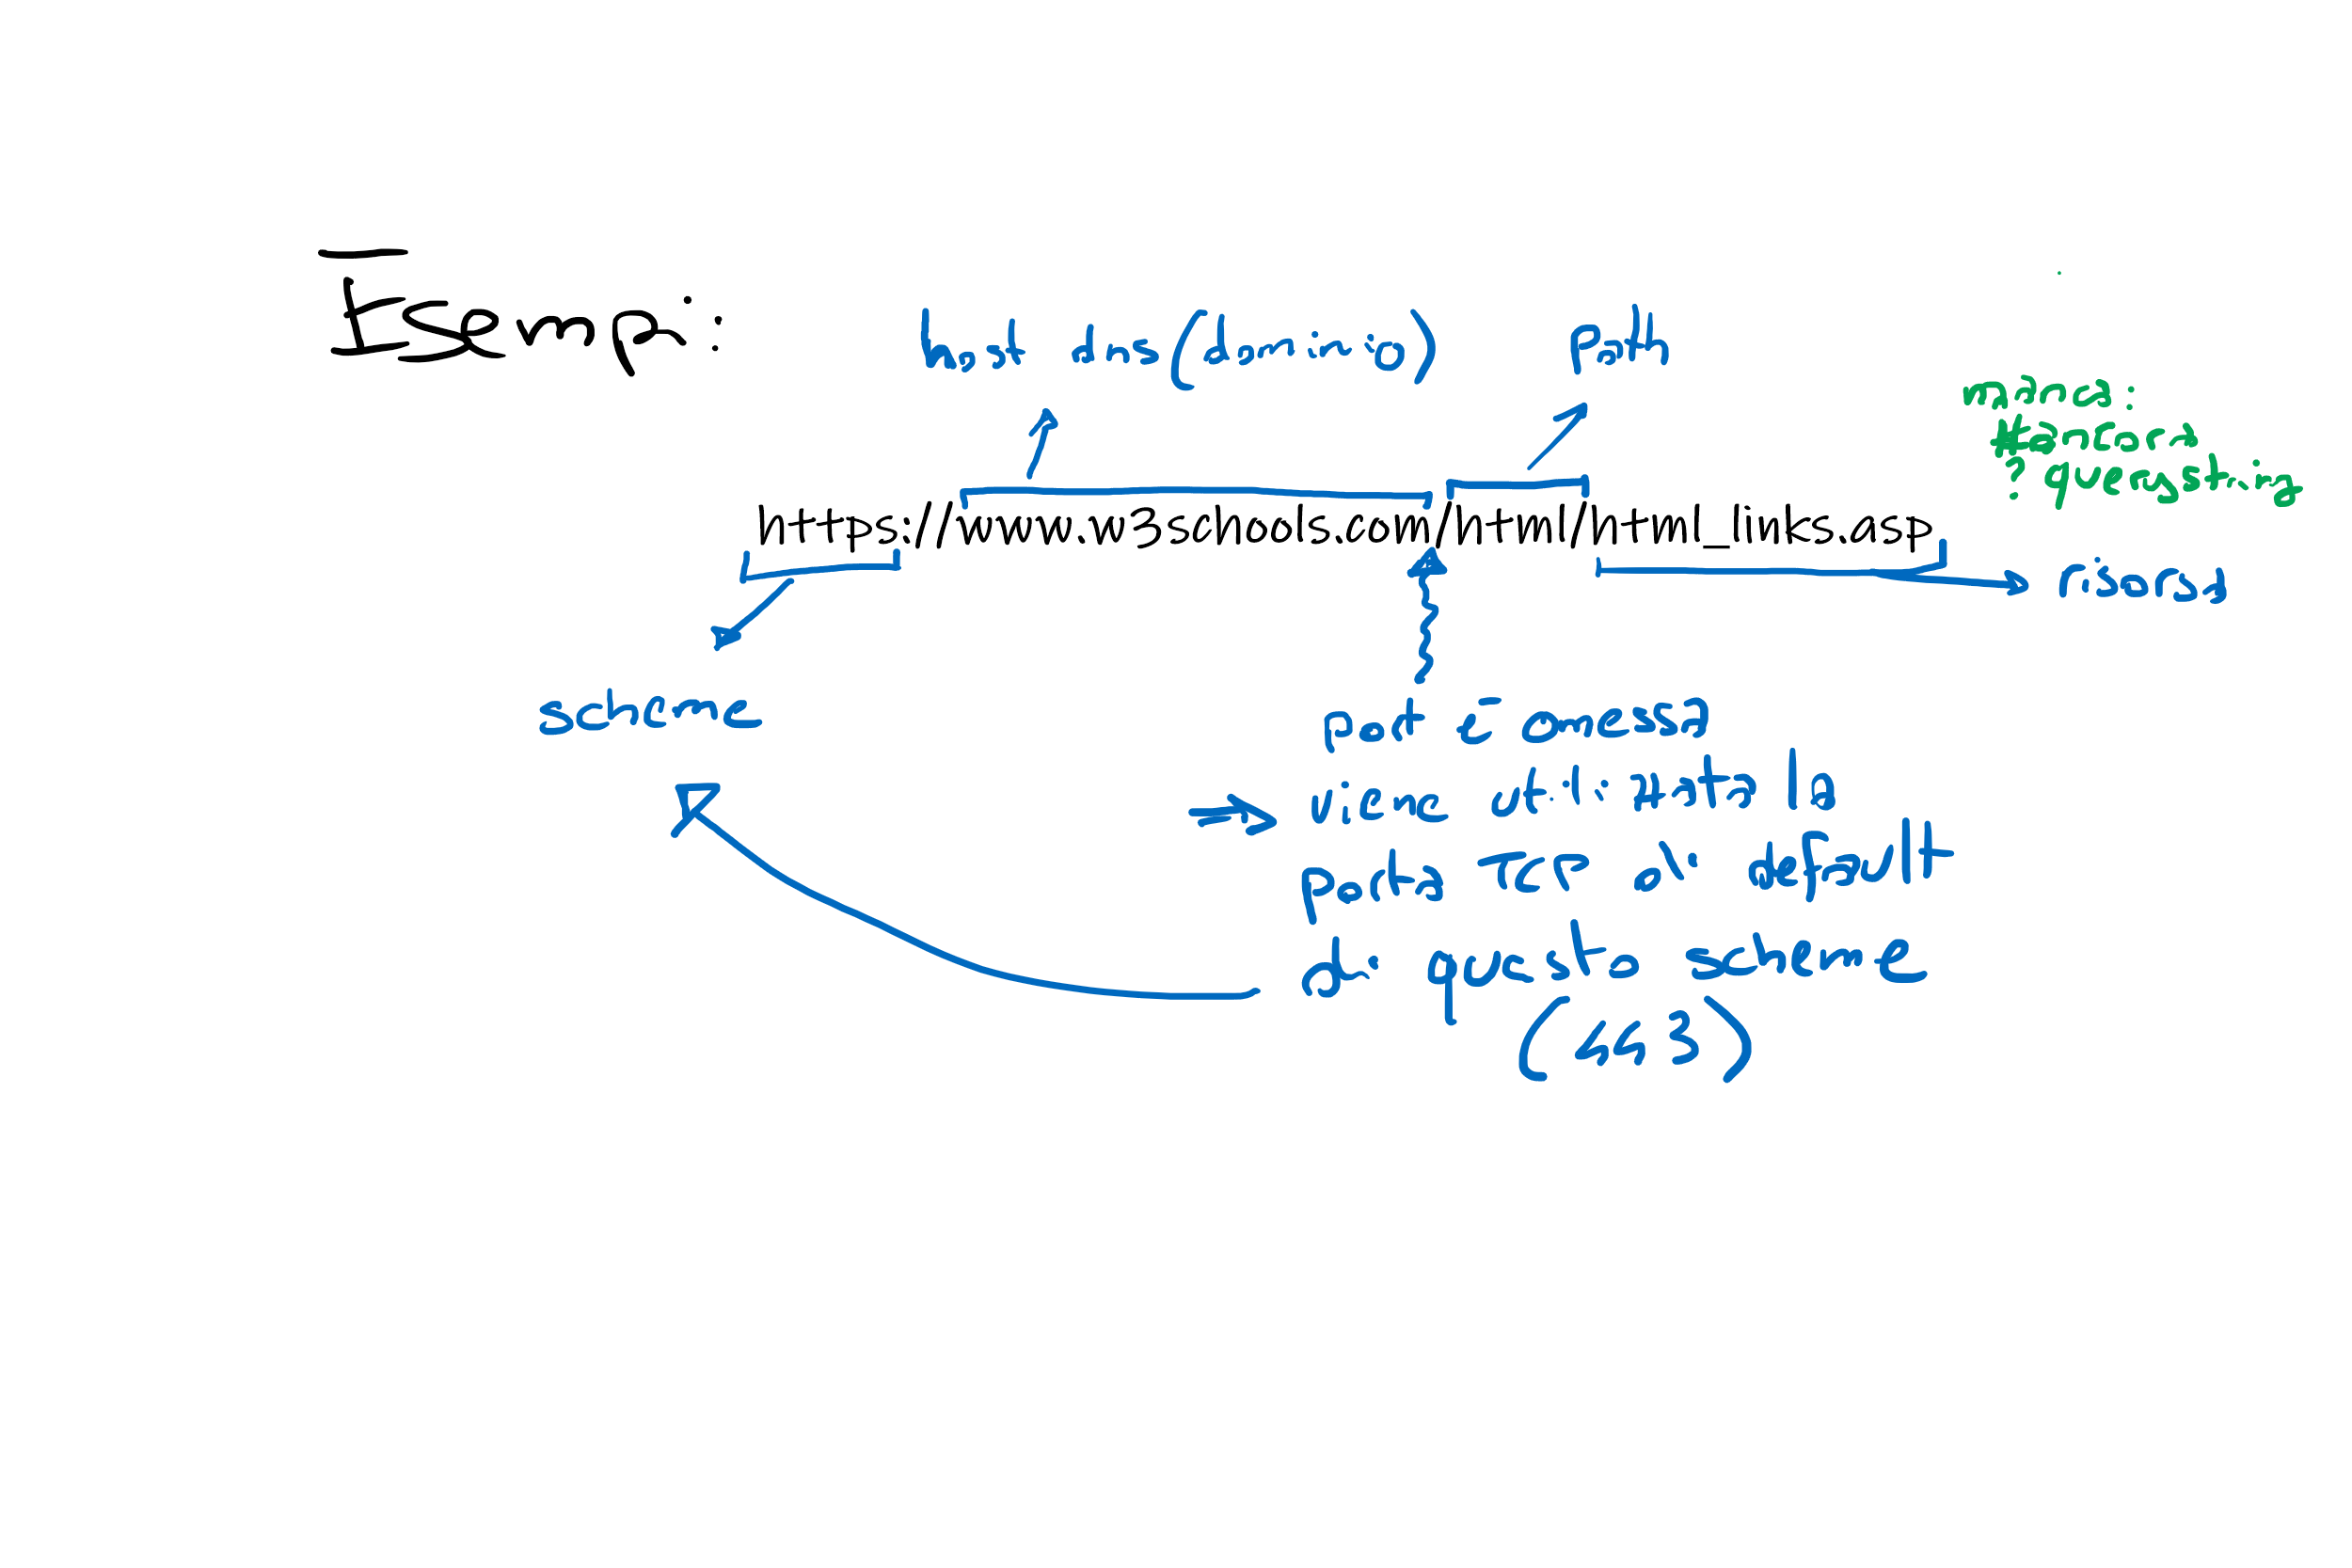 Esempi:
host dns (dominio)
path
manca:
#ancora
? querystring
https://www.w3schools.com/html/html_links.asp
risorsa
scheme
port È omessa
viene utilizzata la
porta TCP di default
di questo scheme
(443)